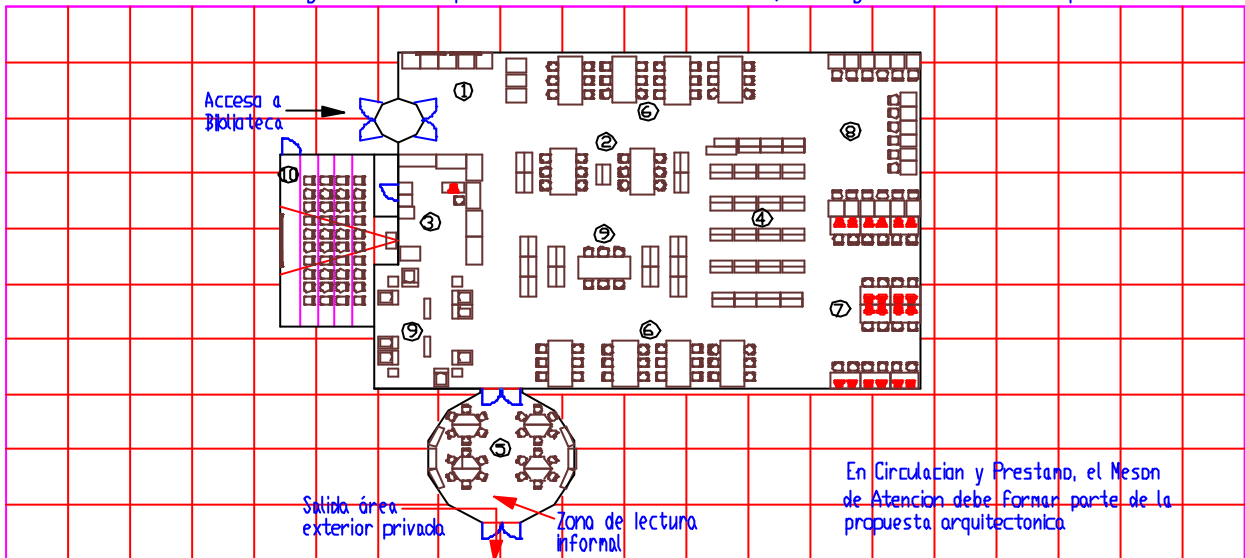 Acceso a
Biblioteca
1
6
2
8
10
3
9
4
7
9
6
5
En Circulacion y Prestamo, el Meson
de Atencion debe formar parte de la
propuesta arquitectonica
Salida área
exterior privada
Zona de lectura
informal